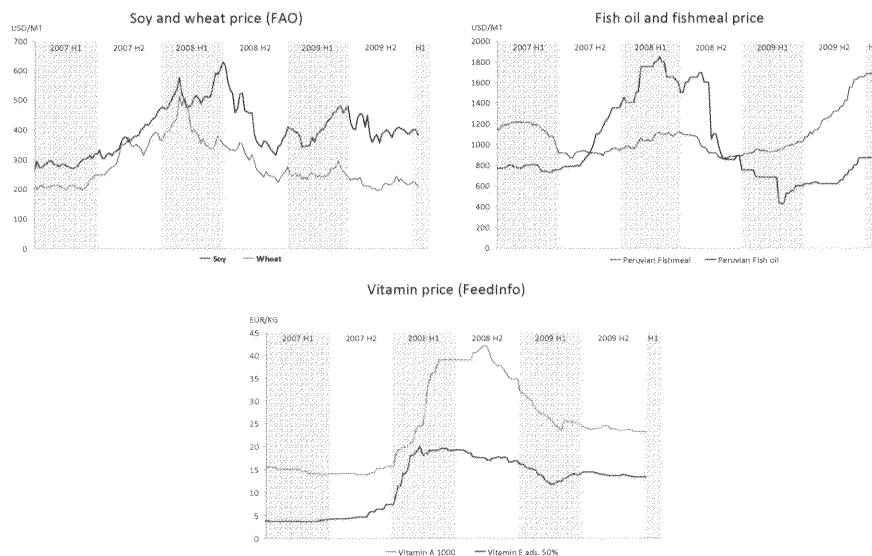 Soy and wheat price (FAO)
USD/MT
700
600
500
400
300
200
100
0
2007 H1 2007 H2 2008 H1 2008 H2 2009 H1 2009 H2 H1
Soy Wheat
Fish oil and fishmeal price
USD/MT
2000
1800
1600
1400
1200
1000
800
600
400
200
0
2007 H1 2007 H2 2008 H1 2008 H2 2009 H1 2009 H2
Peruvian Fishmeal Peruvian Fish oil
Vitamin price (FeedInfo)
EUR/KG
45
40
35
30
25
20
15
10
5
0
2007 H1 2007 H2 2008 H1 2008 H2 2009 H1 2009 H2 H1
Vitamin A 1000 Vitamin E ads. 50%